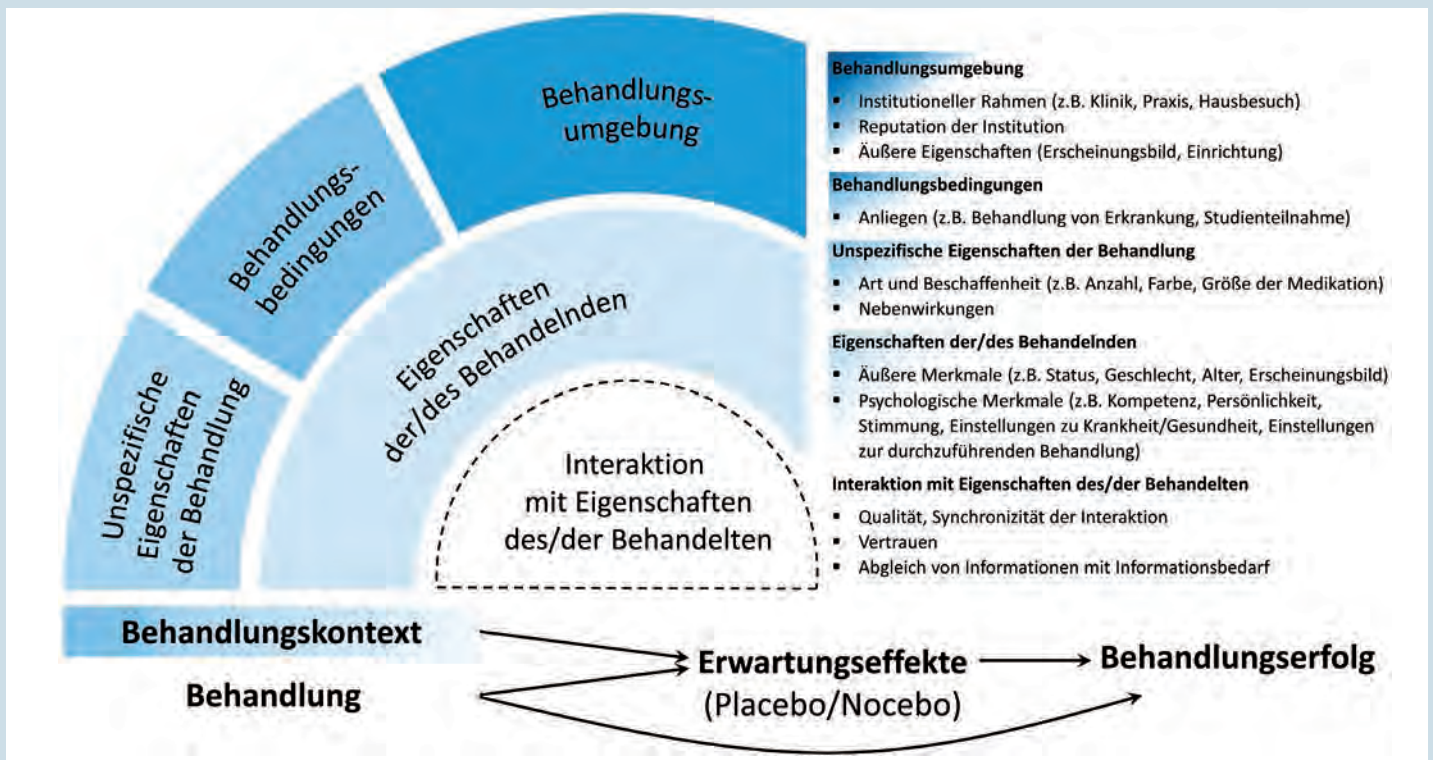 Behandlungs-
umgebung
Behandlungs-
bedingungen
Unspezifische
Eigenschaften
der Behandlung
Eigenschaften
der/des Behandelnden
Interaktion
mit Eigenschaften
des/der Behandelten
Behandlungsumgebung
▪ Institutioneller Rahmen (z.B. Klinik, Praxis, Hausbesuch)
▪ Reputation der Institution
▪ Äußere Eigenschaften (Erscheinungsbild, Einrichtung)
Behandlungsbedingungen
▪ Anliegen (z.B. Behandlung von Erkrankung, Studienteilnahme)
Unspezifische Eigenschaften der Behandlung
▪ Art und Beschaffenheit (z.B. Anzahl, Farbe, Größe der Medikation)
▪ Nebenwirkungen
Eigenschaften der/des Behandelnden
▪ Äußere Merkmale (z.B. Status, Geschlecht, Alter, Erscheinungsbild)
▪ Psychologische Merkmale (z.B. Kompetenz, Persönlichkeit,
Stimmung, Einstellungen zu Krankheit/Gesundheit, Einstellungen
zur durchzuführenden Behandlung)
Interaktion mit Eigenschaften des/der Behandelten
▪ Qualität, Synchronizität der Interaktion
▪ Vertrauen
▪ Abgleich von Informationen mit Informationsbedarf
Behandlungskontext
Behandlung
Erwartungseffekte
(Placebo/Nocebo)
Behandlungserfolg